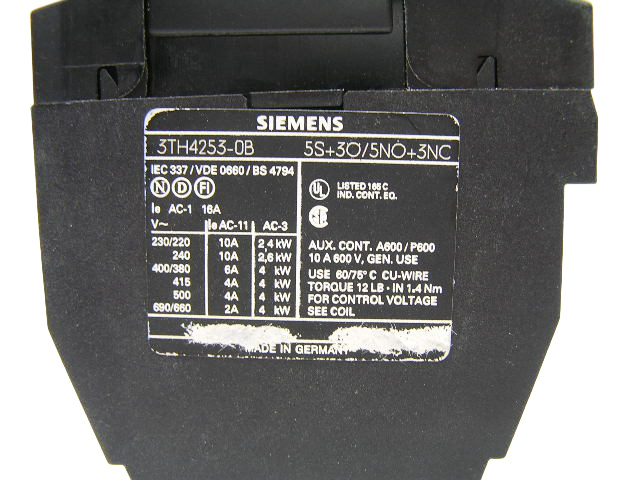 SIEMENS
3TH4253-0B 5S+3Ö/5NO+3NC
IEC 337/VDE 0660/BS 4794
N D FI
UL LISTED 165 C
IND. CONT. EQ.
Ie AC-1 16A
V~ Ie AC-11 AC-3
230/220 10A 2,4 kW
240 10A 2,6 kW
400/380 6A 4 kW
415 4A 4 kW
500 4A 4 kW
690/660 2A 4 kW
AUX. CONT. A600 / P600
10 A 600 V, GEN. USE
USE 60/75°C CU-WIRE
TORQUE 12 LB - IN 1.4 Nm
FOR CONTROL VOLTAGE
SEE COIL
MADE IN GERMANY